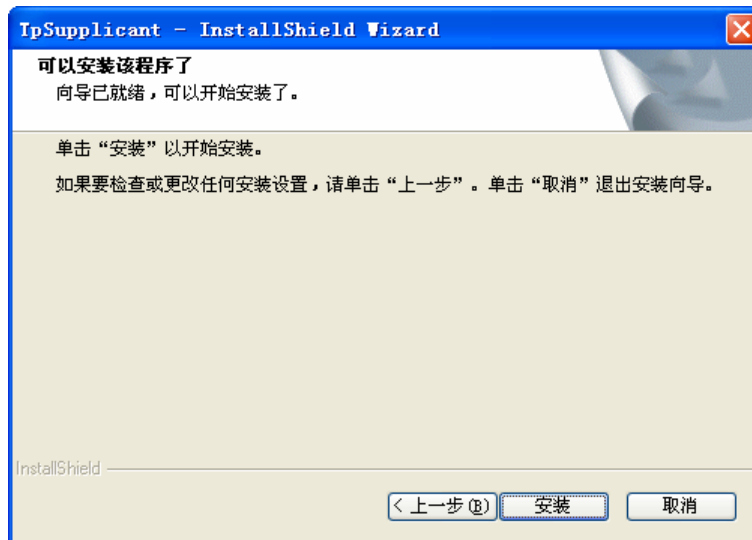 TpSupplicant - InstallShield Wizard
可以安装该程序了
向导已就绪，可以开始安装了。
单击“安装”以开始安装。
如果要检查或更改任何安装设置，请单击“上一步”。单击“取消”退出安装向导。
InstallShield
< 上一步(B)
安装
取消